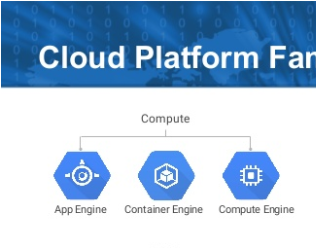 Cloud Platform Fam
Compute
App Engine Container Engine Compute Engine